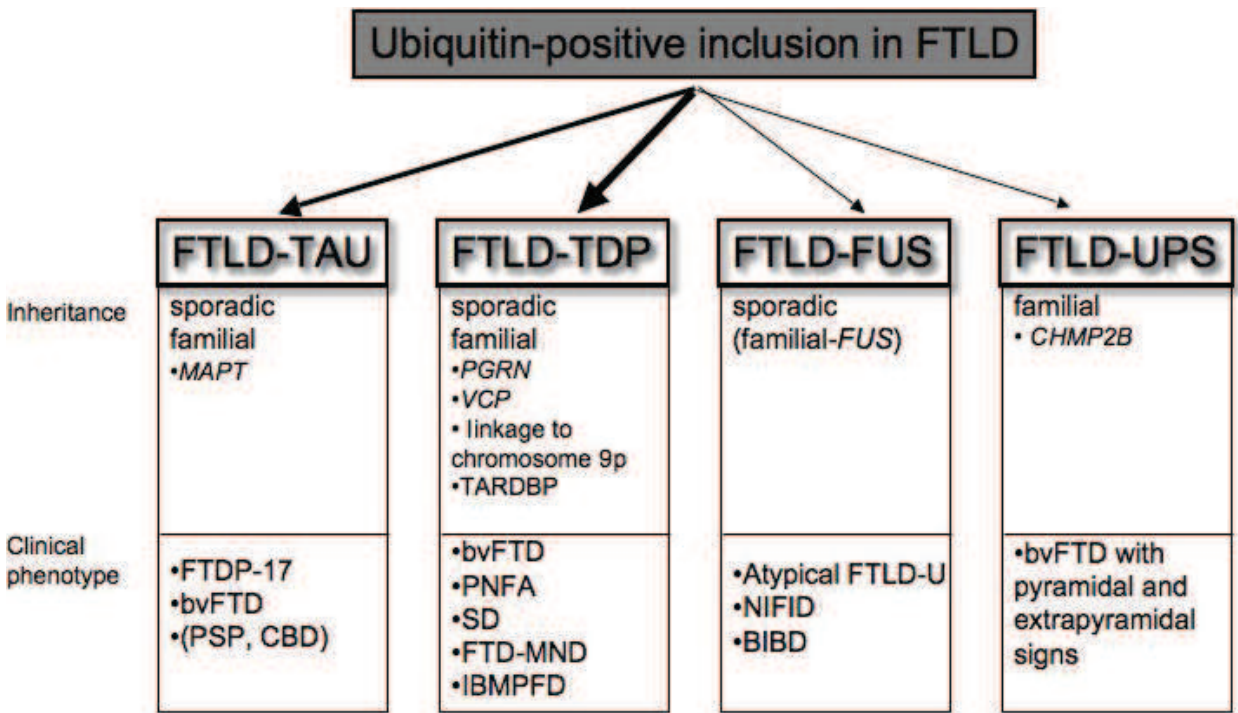 Ubiquitin-positive inclusion in FTLD
FTLD-TAU
FTLD-TDP
FTLD-FUS
FTLD-UPS
Inheritance
sporadic
familial
•MAPT
sporadic
familial
•PGRN
•VCP
• linkage to
chromosome 9p
•TARDBP
sporadic
(familial-FUS)
familial
• CHMP2B
Clinical
phenotype
•FTDP-17
•bvFTD
•(PSP, CBD)
•bvFTD
•PNFA
•SD
•FTD-MND
•IBMPFD
•Atypical FTLD-U
•NIFID
•BIBD
•bvFTD with
pyramidal and
extrapyramidal
signs